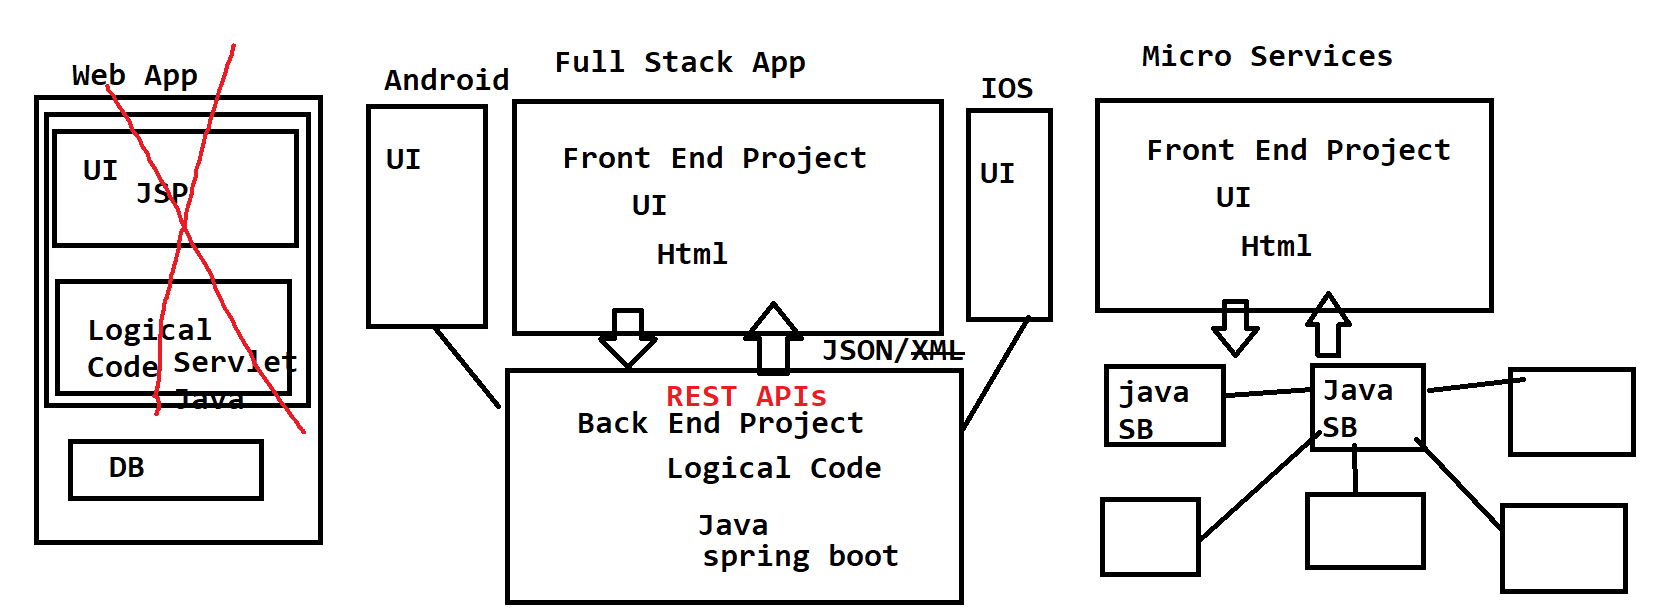 Web App
UI
JSP
Logical
Code
Servlet
Java
DB
Android
UI
Full Stack App
Front End Project
UI
Html
JSON/XML
REST APIs
Back End Project
Logical Code
Java
spring boot
IOS
UI
Micro Services
Front End Project
UI
Html
java
SB
Java
SB